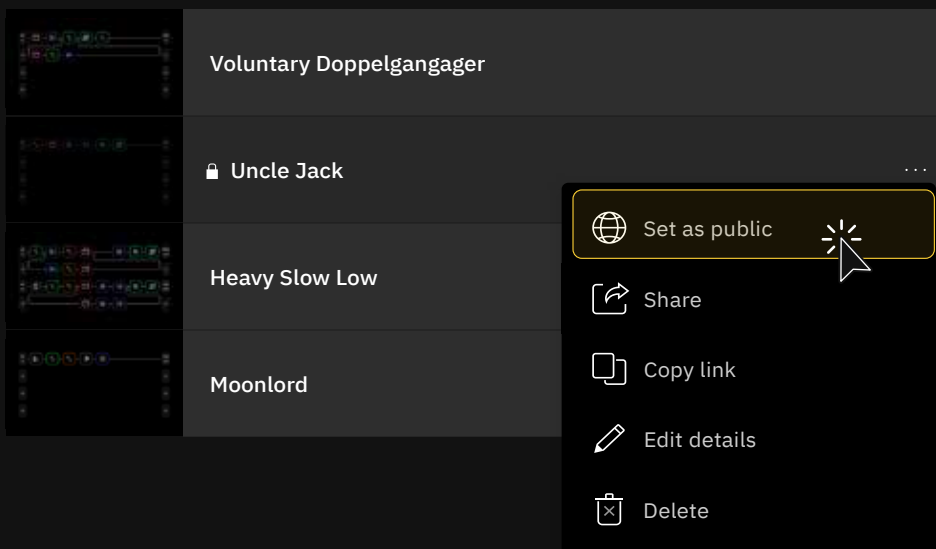 Voluntary Doppelgangager
Uncle Jack
...
Set as public
Heavy Slow Low
Share
Copy link
Moonlord
Edit details
Delete